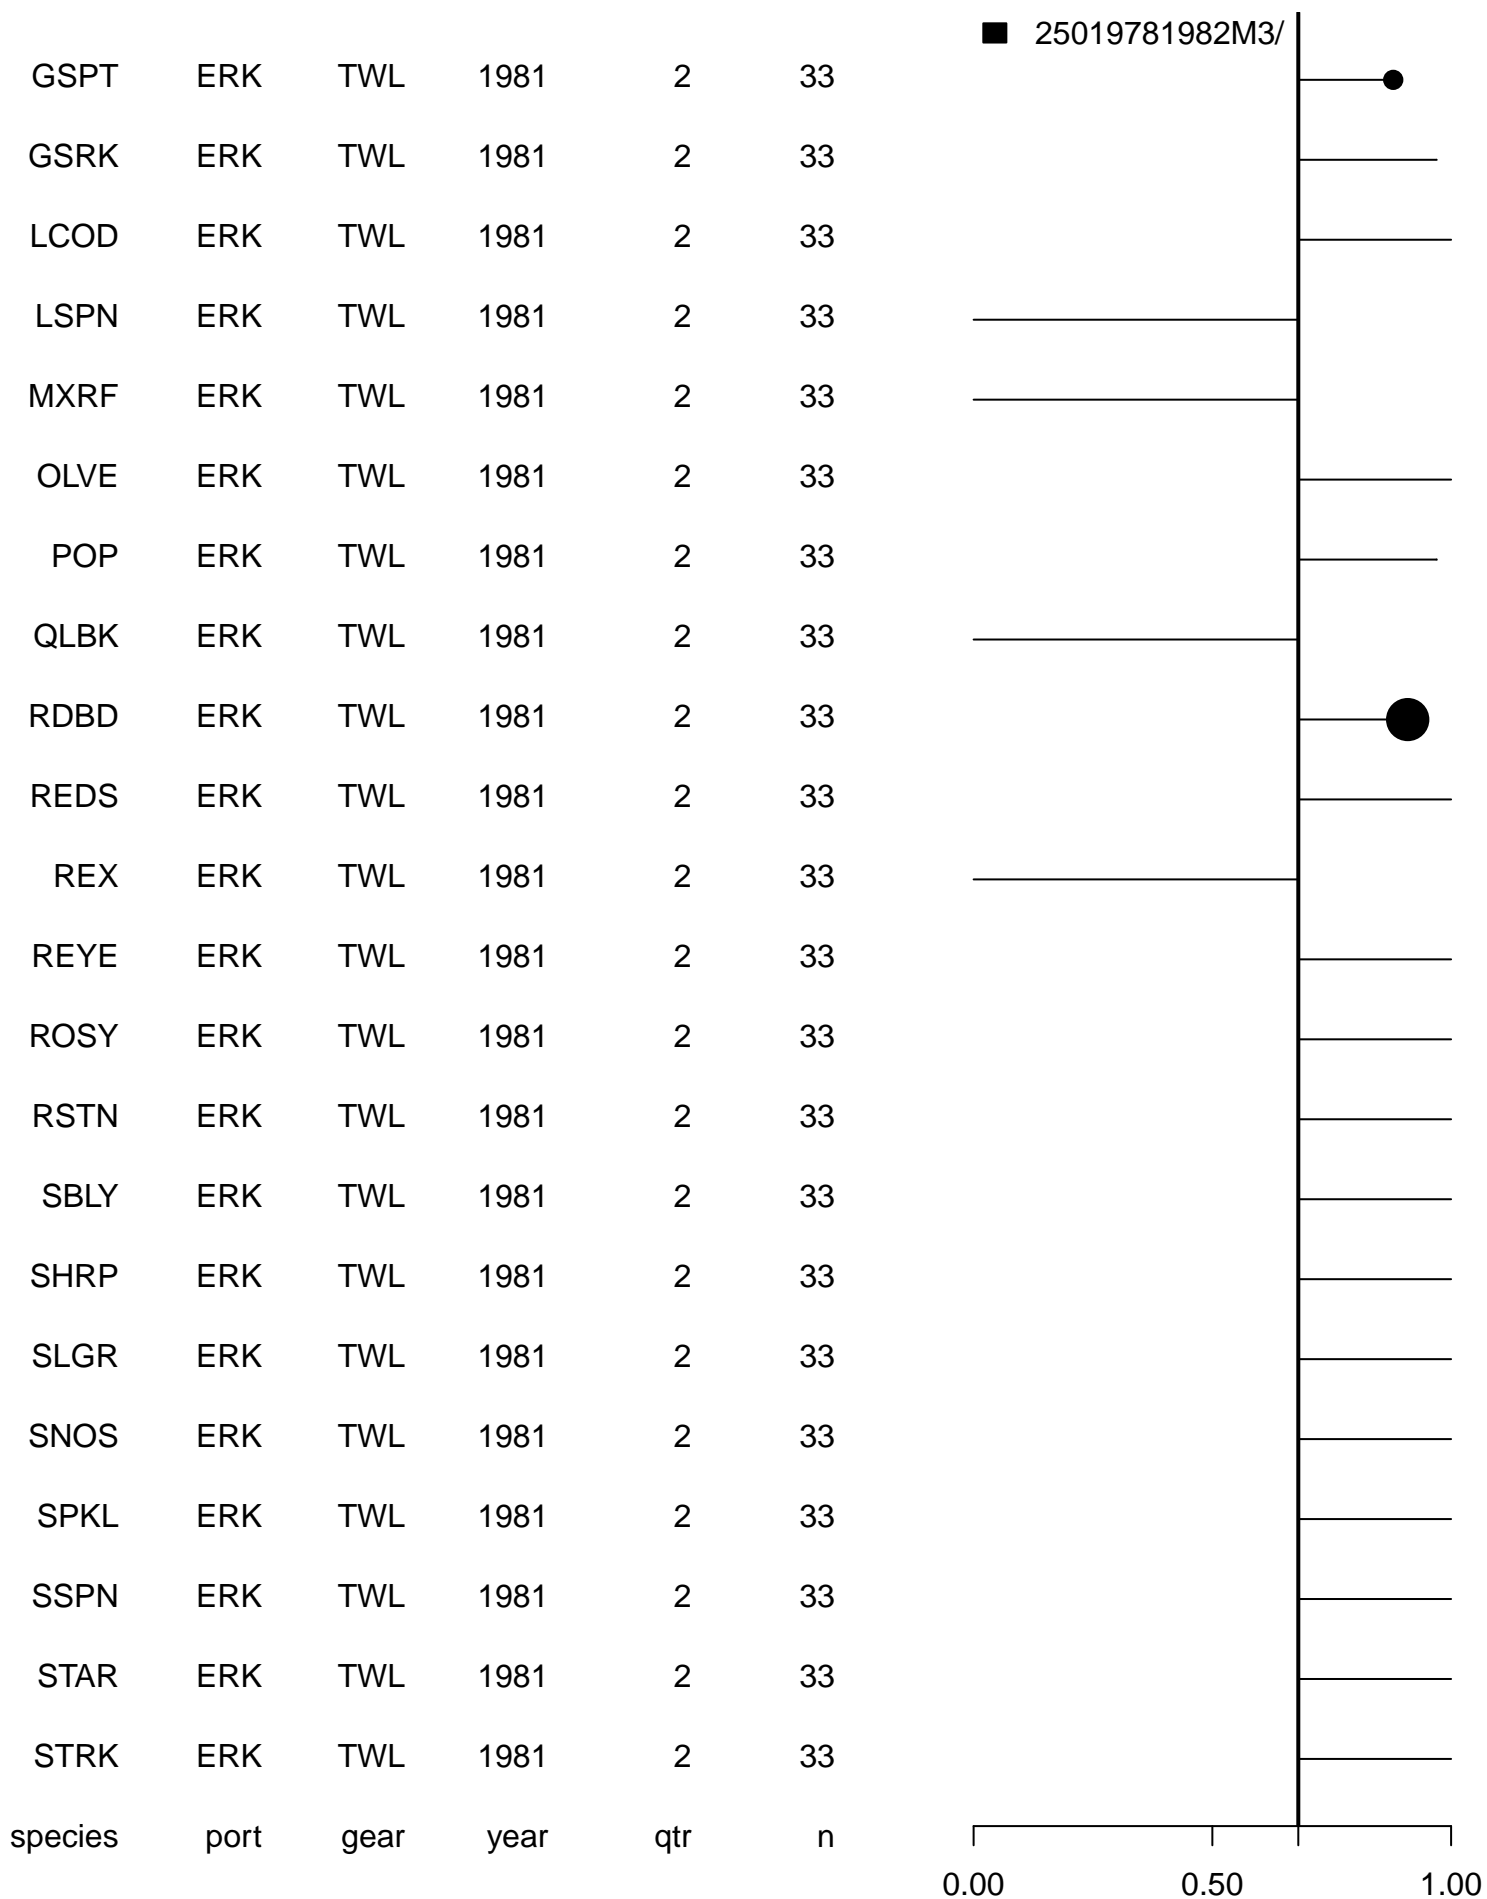 25019781982M3/
GSPT ERK TWL 1981 2 33
GSRK ERK TWL 1981 2 33
LCOD ERK TWL 1981 2 33
LSPN ERK TWL 1981 2 33
MXRF ERK TWL 1981 2 33
OLVE ERK TWL 1981 2 33
POP ERK TWL 1981 2 33
QLBK ERK TWL 1981 2 33
RDBD ERK TWL 1981 2 33
REDS ERK TWL 1981 2 33
REX ERK TWL 1981 2 33
REYE ERK TWL 1981 2 33
ROSY ERK TWL 1981 2 33
RSTN ERK TWL 1981 2 33
SBLY ERK TWL 1981 2 33
SHRP ERK TWL 1981 2 33
SLGR ERK TWL 1981 2 33
SNOS ERK TWL 1981 2 33
SPKL ERK TWL 1981 2 33
SSPN ERK TWL 1981 2 33
STAR ERK TWL 1981 2 33
STRK ERK TWL 1981 2 33
species port gear year qtr n
0.00 0.50 1.00